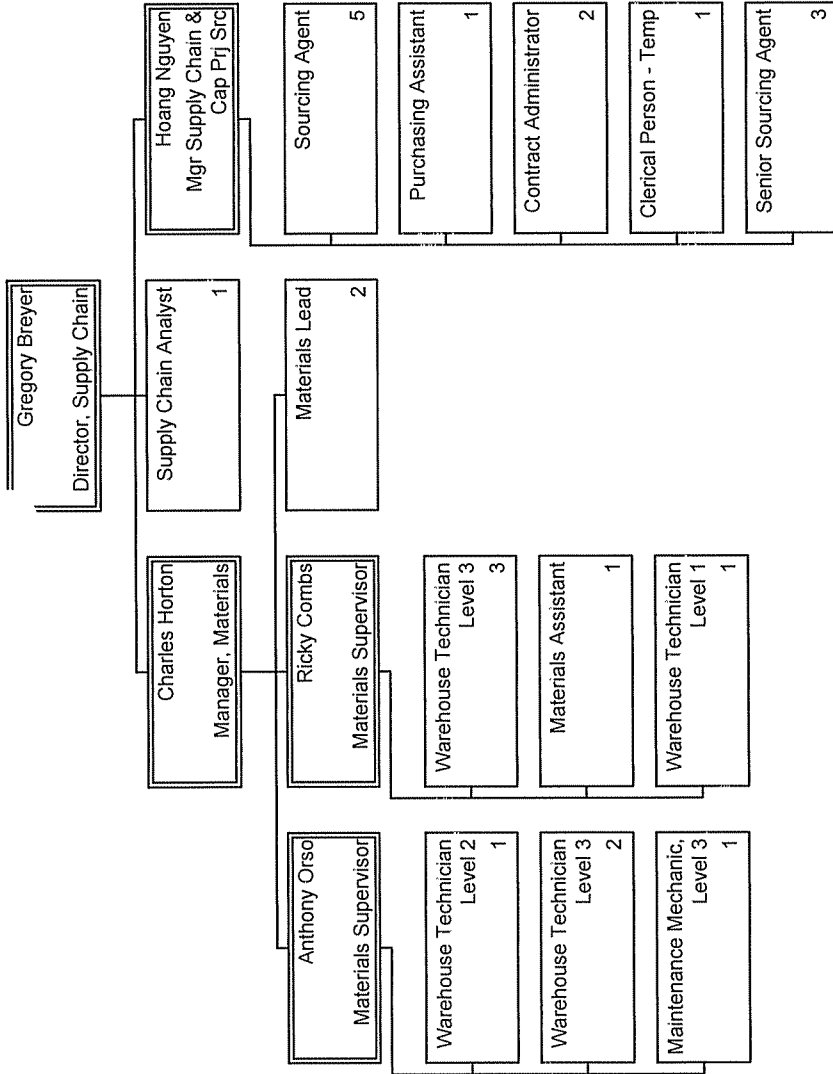 Gregory Breyer
Director, Supply Chain
Charles Horton
Manager, Materials
Supply Chain Analyst
1
Hoang Nguyen
Mgr Supply Chain &
Cap Prj Src
Anthony Orso
Materials Supervisor
Ricky Combs
Materials Supervisor
Materials Lead
2
Warehouse Technician
Level 2
1
Warehouse Technician
Level 3
2
Maintenance Mechanic,
Level 3
1
Warehouse Technician
Level 3
3
Materials Assistant
1
Warehouse Technician
Level 1
1
Sourcing Agent
5
Purchasing Assistant
1
Contract Administrator
2
Clerical Person - Temp
1
Senior Sourcing Agent
3